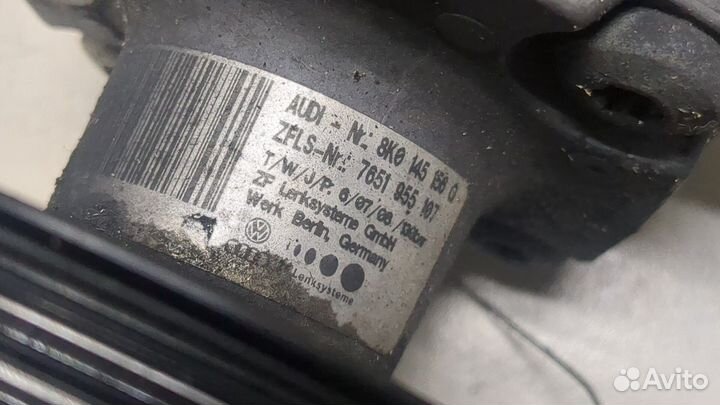 AUDI - Nr.: 8K0 145 156 Q
ZFLS-Nr.: 7651 955 107
T/W/J/P. 6/07/08
ZF Lenksysteme GmbH
Werk Berlin, Germany
Lenksysteme
Avito